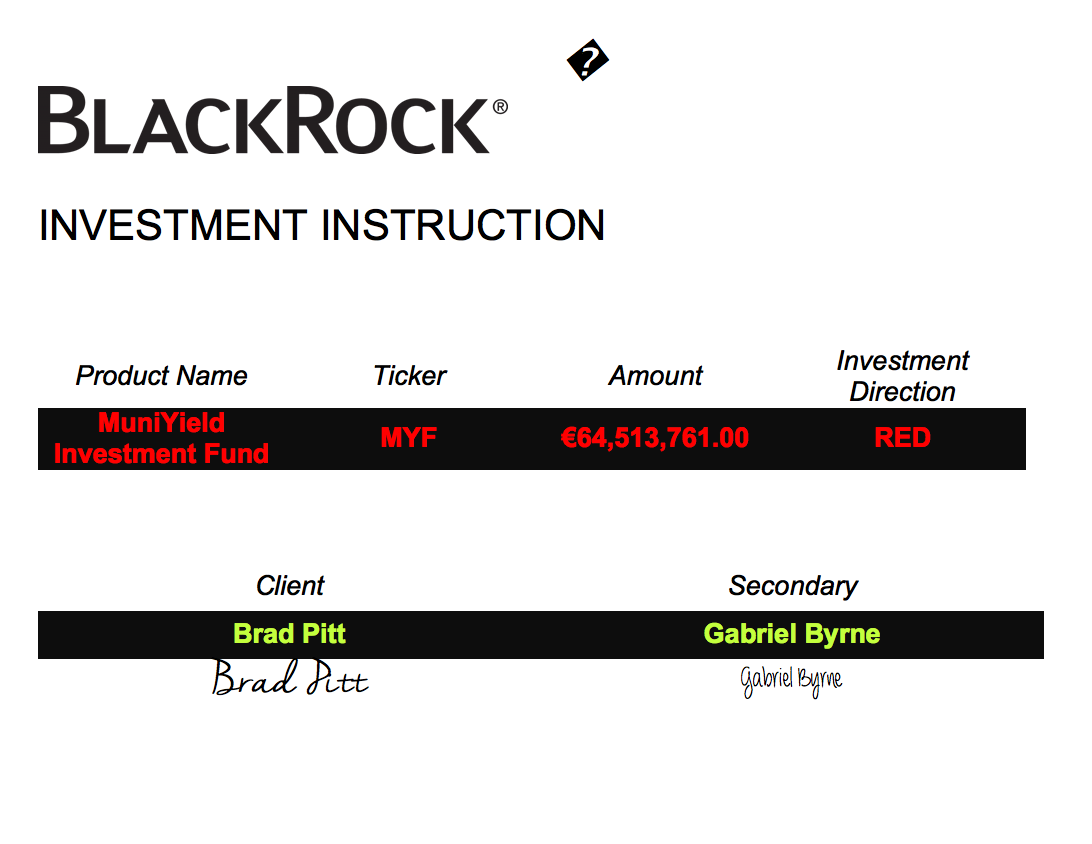 �
BLACKROCK®
INVESTMENT INSTRUCTION
Product Name Ticker Amount Investment Direction
MuniYield Investment Fund MYF €64,513,761.00 RED
Client Secondary
Brad Pitt Gabriel Byrne
Brad Pitt Gabriel Byrne